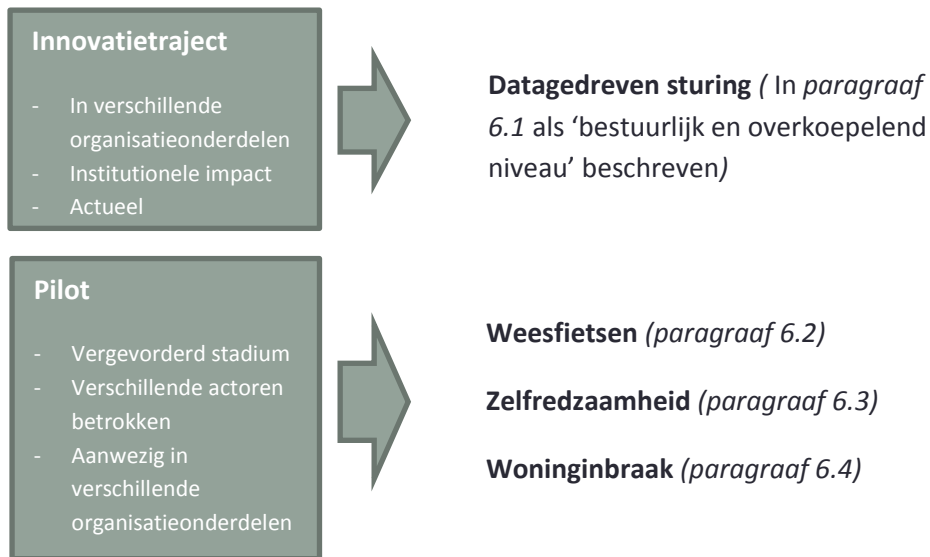 Innovatietraject
- In verschillende
organisatieonderdelen
- Institutionele impact
- Actueel
Datagedreven sturing ( In paragraaf
6.1 als ‘bestuurlijk en overkoepelend
niveau’ beschreven)
Pilot
- Vergevorderd stadium
- Verschillende actoren
betrokken
- Aanwezig in
verschillende
organisatieonderdelen
Weesfietsen (paragraaf 6.2)
Zelfredzaamheid (paragraaf 6.3)
Woninginbraak (paragraaf 6.4)